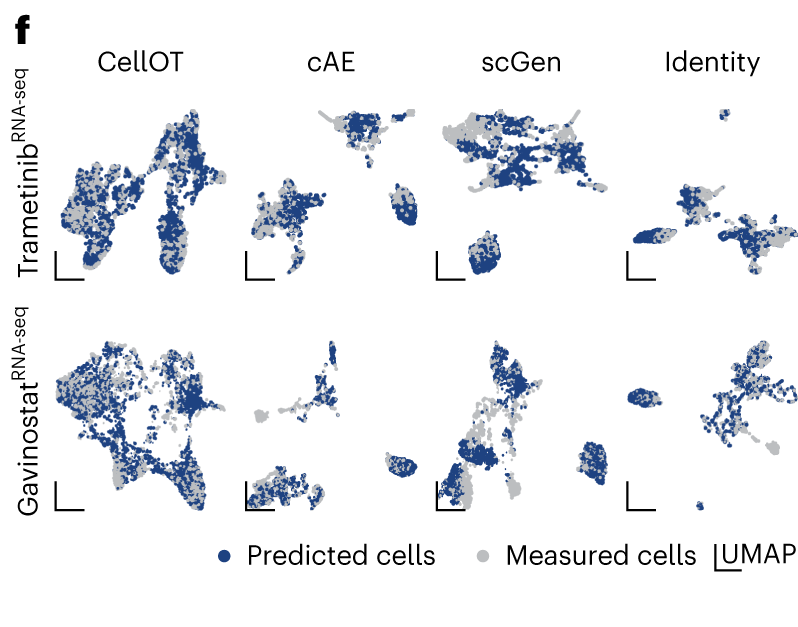 f
CellOT cAE scGen Identity
Trametinib^RNA-seq
Gavinostat^RNA-seq
Predicted cells Measured cells UMAP